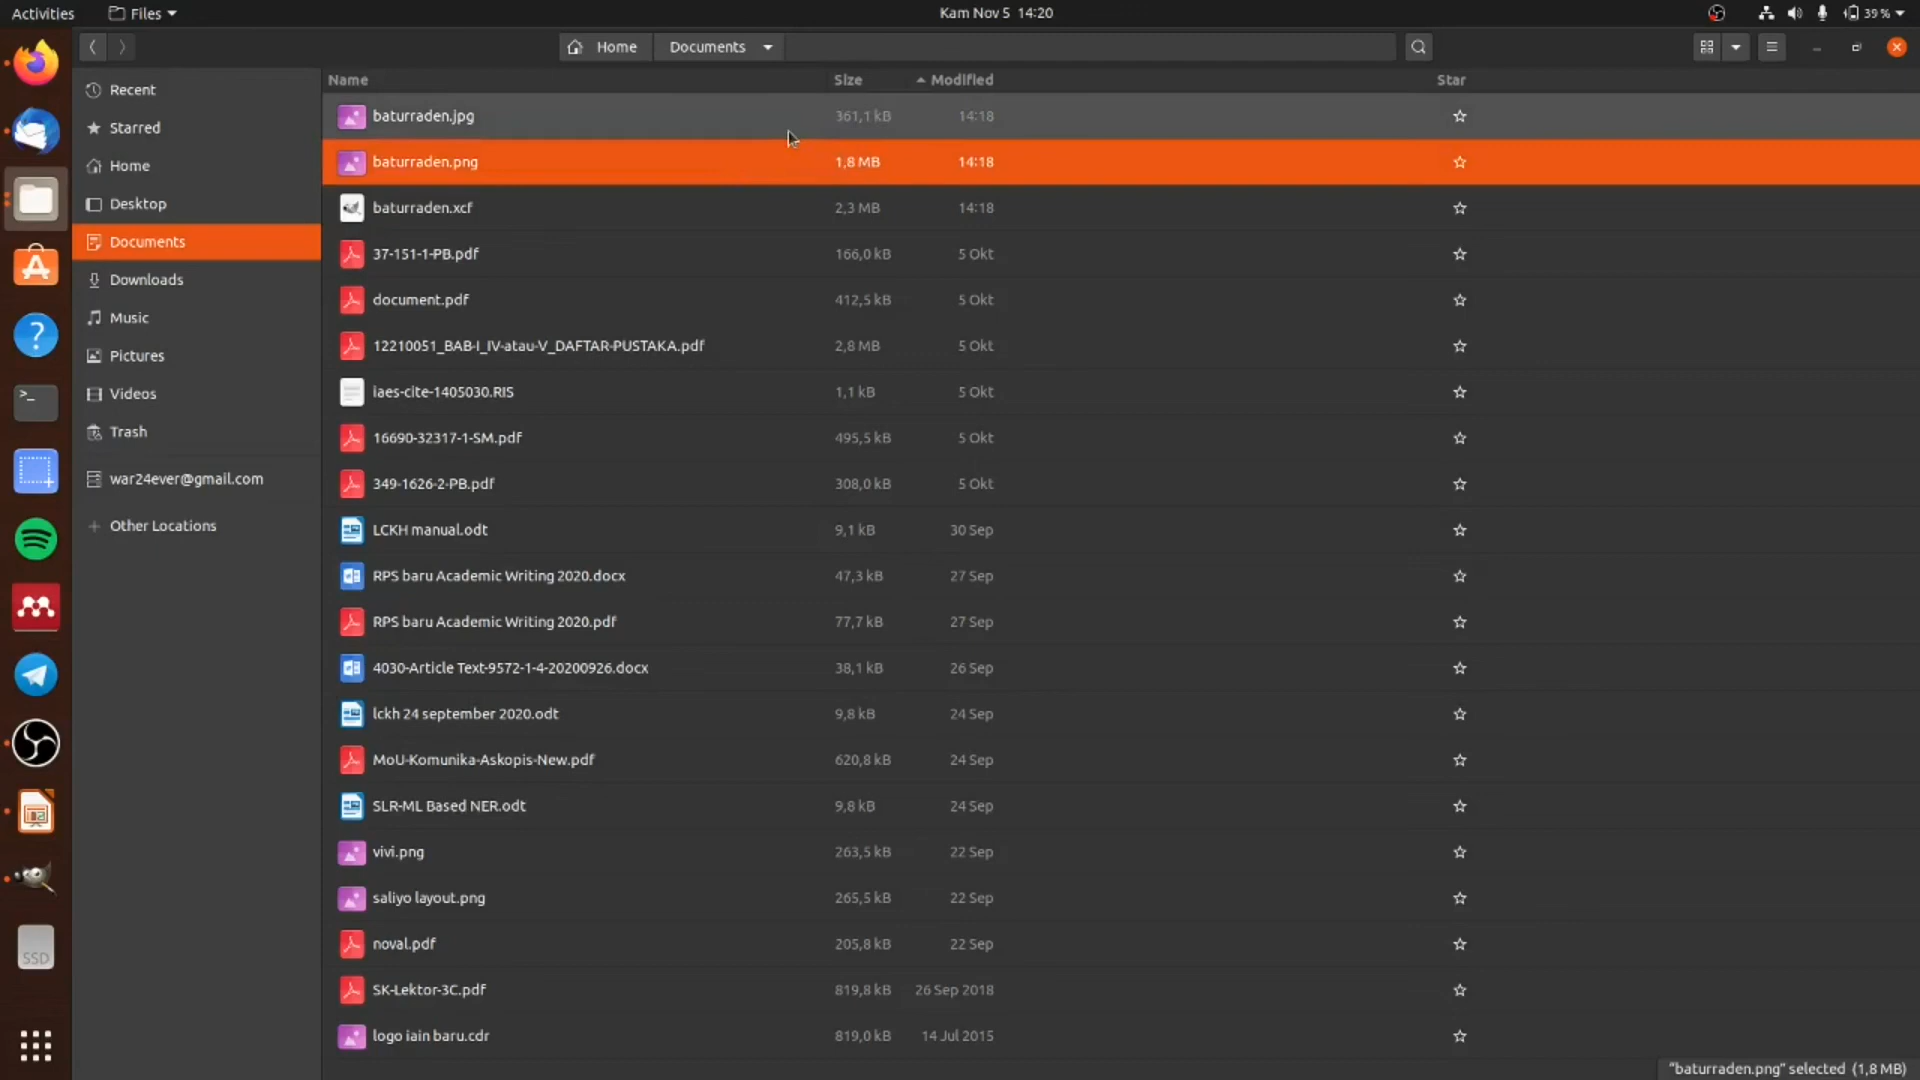 Activities Files Kam Nov 5 14:20 39 %
Home Documents
Name Size Modified Star
Recent
Starred
Home
Desktop
Documents
Downloads
Music
Pictures
Videos
Trash
war24ever@gmail.com
Other Locations
baturraden.jpg 361,1 kB 14:18
baturraden.png 1,8 MB 14:18
baturraden.xcf 2,3 MB 14:18
37-151-1-PB.pdf 166,0 kB 5 Okt
document.pdf 412,5 kB 5 Okt
12210051_BAB-I_IV-atau-V_DAFTAR-PUSTAKA.pdf 2,8 MB 5 Okt
iaes-cite-1405030.RIS 1,1 kB 5 Okt
16690-32317-1-SM.pdf 495,5 kB 5 Okt
349-1626-2-PB.pdf 308,0 kB 5 Okt
LCKH manual.odt 9,1 kB 30 Sep
RPS baru Academic Writing 2020.docx 47,3 kB 27 Sep
RPS baru Academic Writing 2020.pdf 77,7 kB 27 Sep
4030-Article Text-9572-1-4-20200926.docx 38,1 kB 26 Sep
lckh 24 september 2020.odt 9,8 kB 24 Sep
MoU-Komunika-Askopis-New.pdf 620,8 kB 24 Sep
SLR-ML Based NER.odt 9,8 kB 24 Sep
vivi.png 263,5 kB 22 Sep
saliyo layout.png 265,5 kB 22 Sep
noval.pdf 205,8 kB 22 Sep
SK-Lektor-3C.pdf 819,8 kB 26 Sep 2018
logo iain baru.cdr 819,0 kB 14 Jul 2015
SSD
"baturraden.png" selected (1,8 MB)